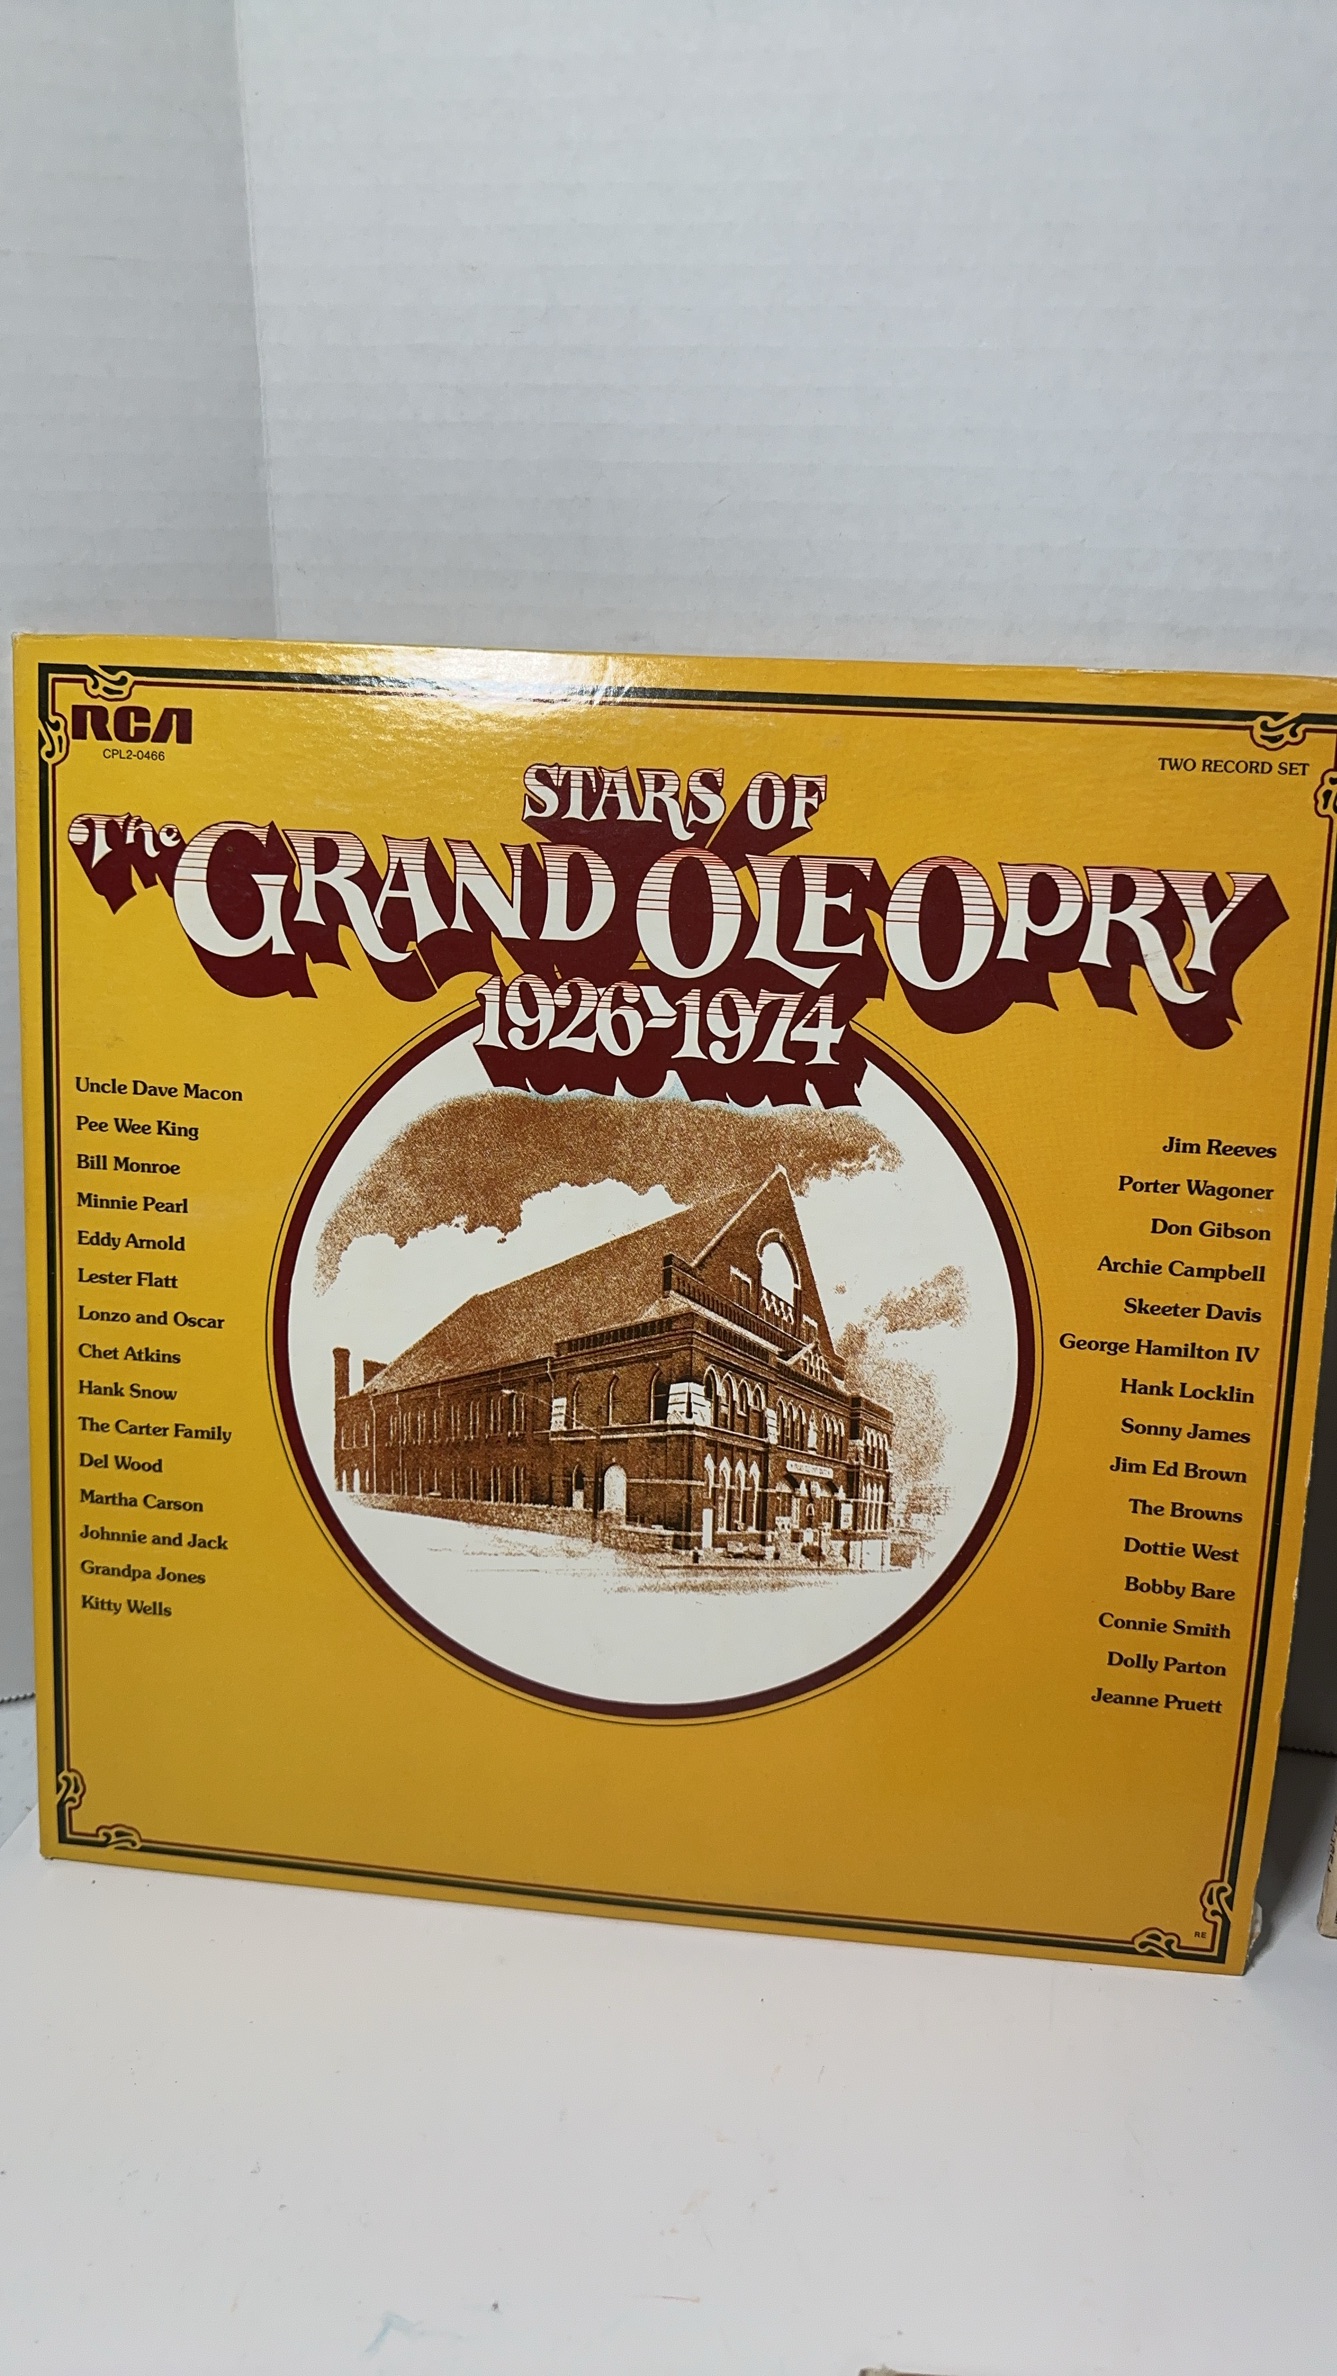 RCA
CPL2-0466
TWO RECORD SET
STARS OF
The GRAND OLE OPRY
1926-1974
Uncle Dave Macon
Pee Wee King
Bill Monroe
Minnie Pearl
Eddy Arnold
Lester Flatt
Lonzo and Oscar
Chet Atkins
Hank Snow
The Carter Family
Del Wood
Martha Carson
Johnnie and Jack
Grandpa Jones
Kitty Wells
Jim Reeves
Porter Wagoner
Don Gibson
Archie Campbell
Skeeter Davis
George Hamilton IV
Hank Locklin
Sonny James
Jim Ed Brown
The Browns
Dottie West
Bobby Bare
Connie Smith
Dolly Parton
Jeanne Pruett
RE